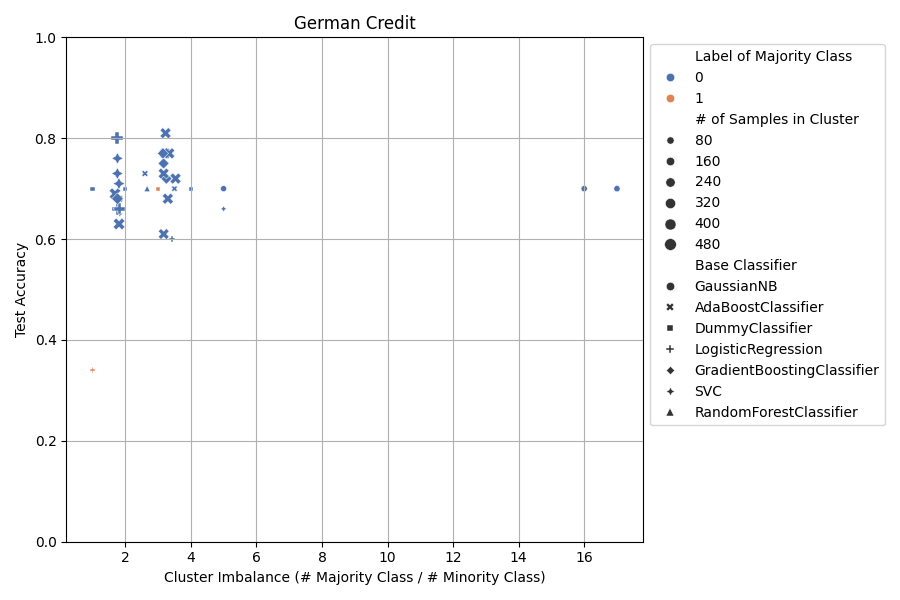 German Credit
Test Accuracy
1.0
0.8
0.6
0.4
0.2
0.0
2 4 6 8 10 12 14 16
Cluster Imbalance (# Majority Class / # Minority Class)
Label of Majority Class
0
1
# of Samples in Cluster
80
160
240
320
400
480
Base Classifier
GaussianNB
AdaBoostClassifier
DummyClassifier
LogisticRegression
GradientBoostingClassifier
SVC
RandomForestClassifier